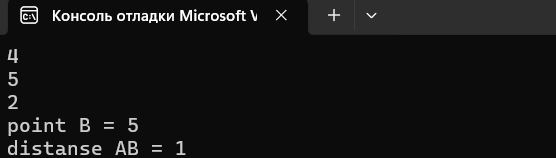 Консоль отладки Microsoft V
4
5
2
point B = 5
distanse AB = 1